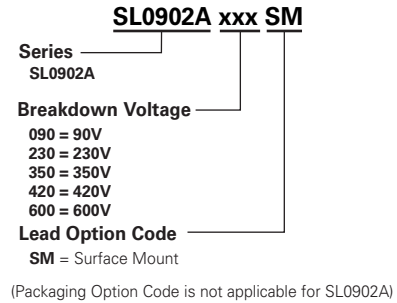 SL0902A xxx SM
Series
SL0902A
Breakdown Voltage
090 = 90V
230 = 230V
350 = 350V
420 = 420V
600 = 600V
Lead Option Code
SM = Surface Mount
(Packaging Option Code is not applicable for SL0902A)